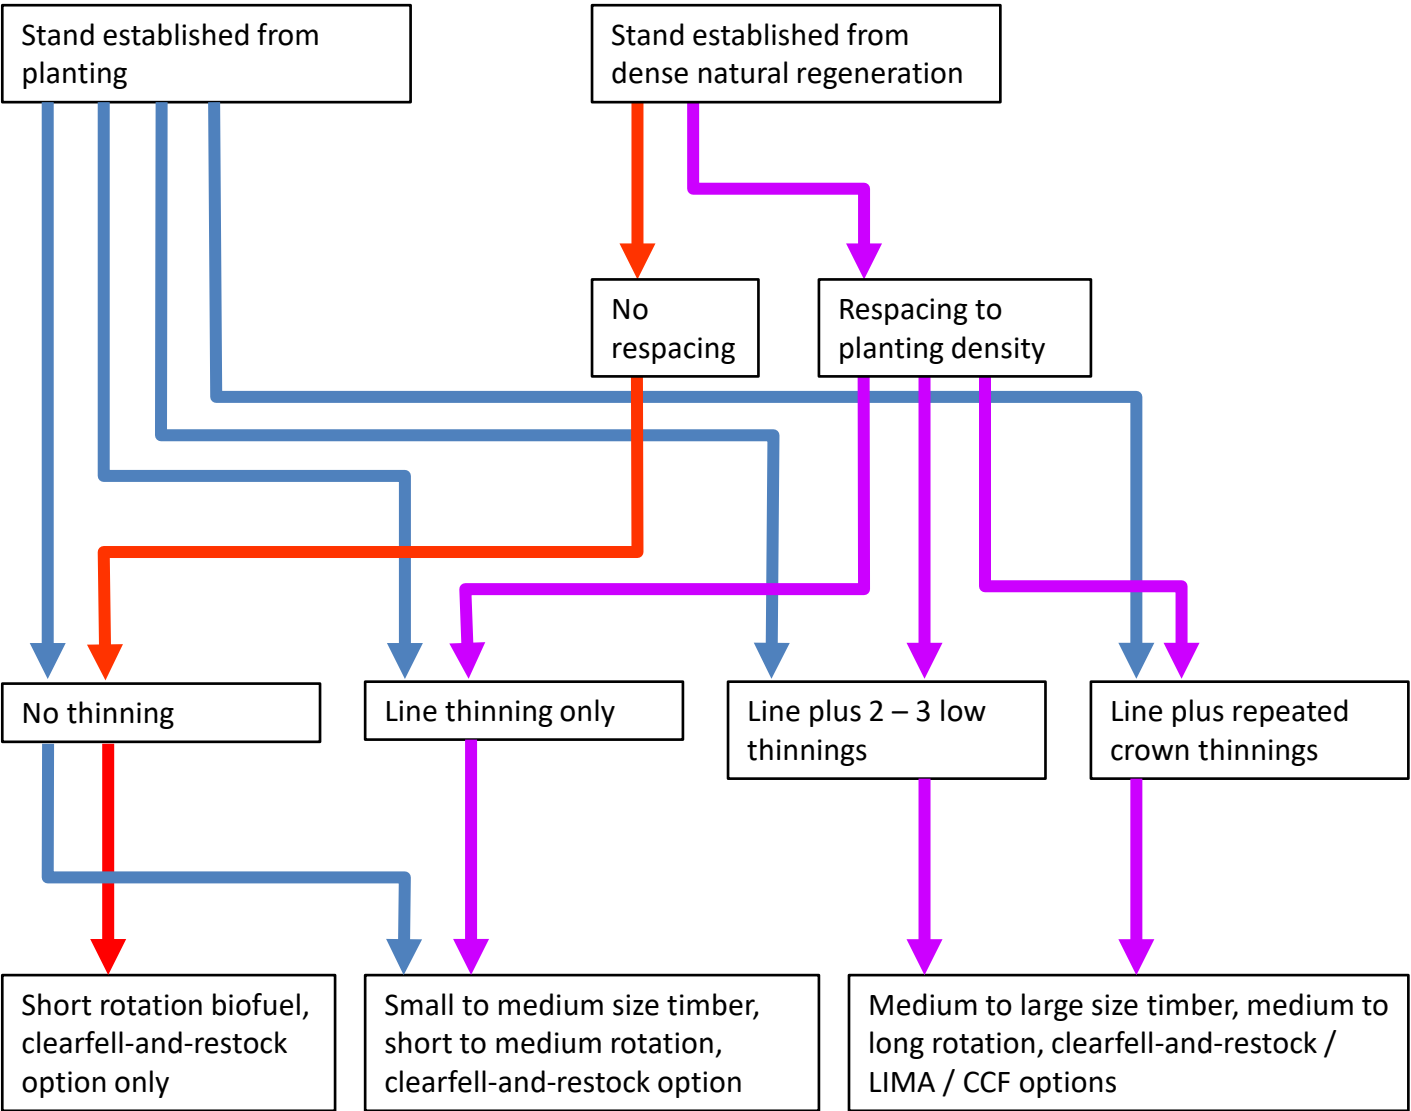 Stand established from
planting
Stand established from
dense natural regeneration
No
respacing
Respacing to
planting density
No thinning
Line thinning only
Line plus 2 – 3 low
thinnings
Line plus repeated
crown thinnings
Short rotation biofuel,
clearfell-and-restock
option only
Small to medium size timber,
short to medium rotation,
clearfell-and-restock option
Medium to large size timber, medium to
long rotation, clearfell-and-restock /
LIMA / CCF options